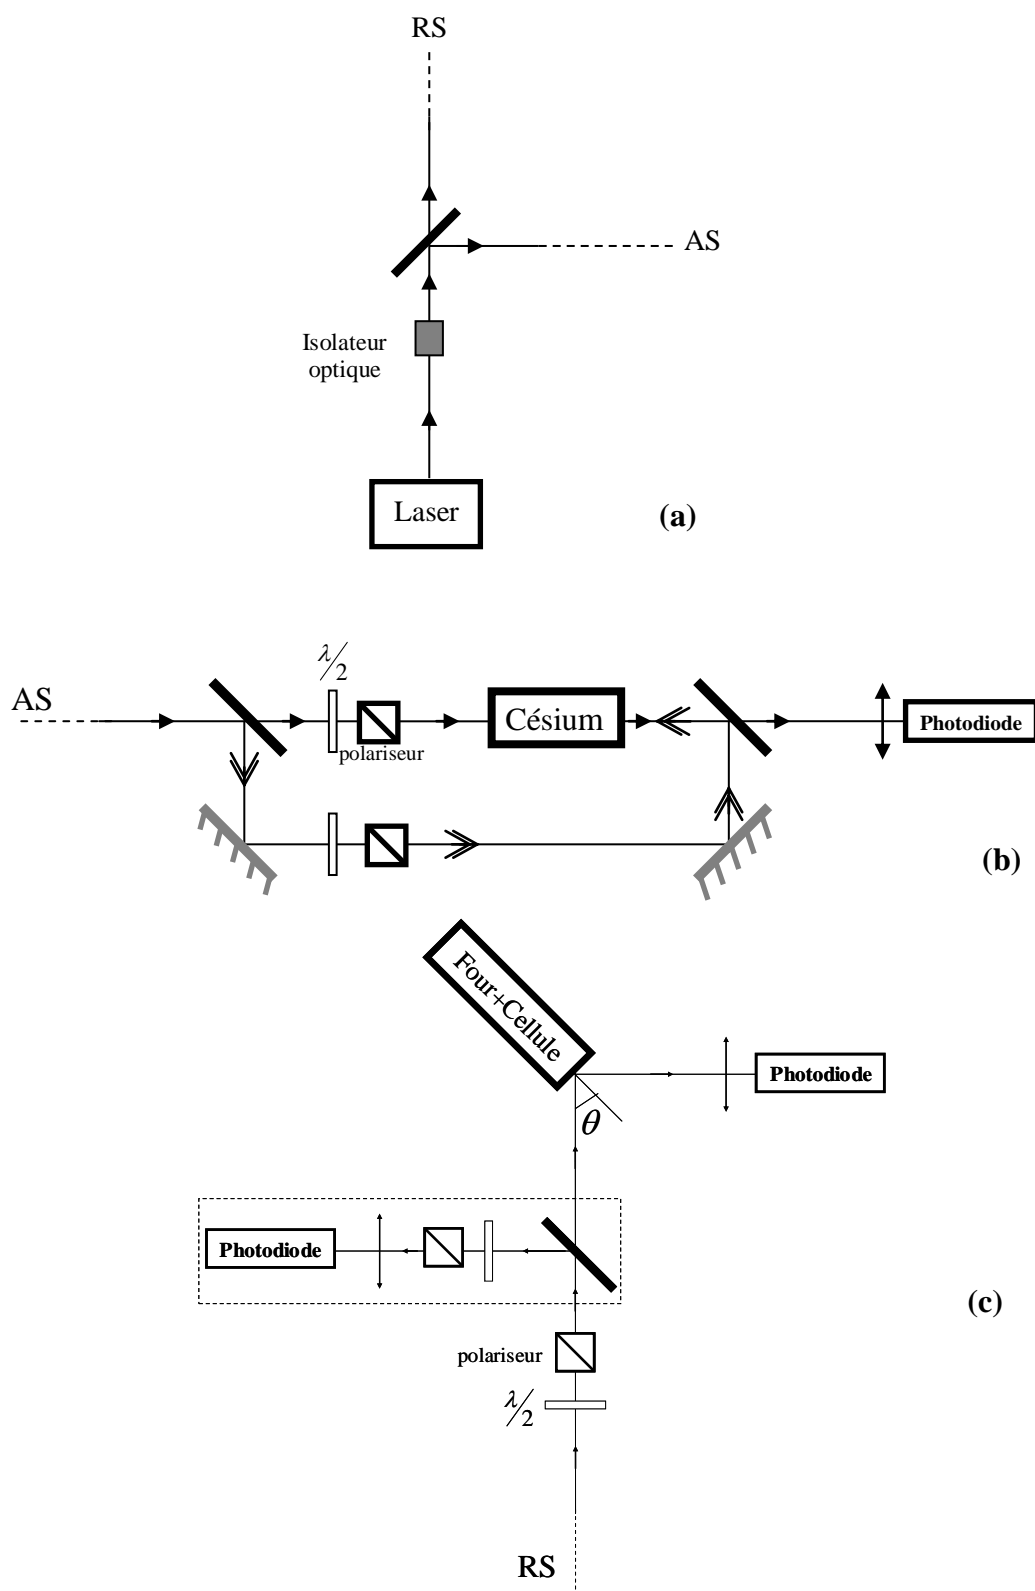 RS
AS
Isolateur
optique
Laser
(a)
λ/2
AS
Césium
Photodiode
polariseur
(b)
Four+Cellule
Photodiode
θ
Photodiode
(c)
polariseur
λ/2
RS